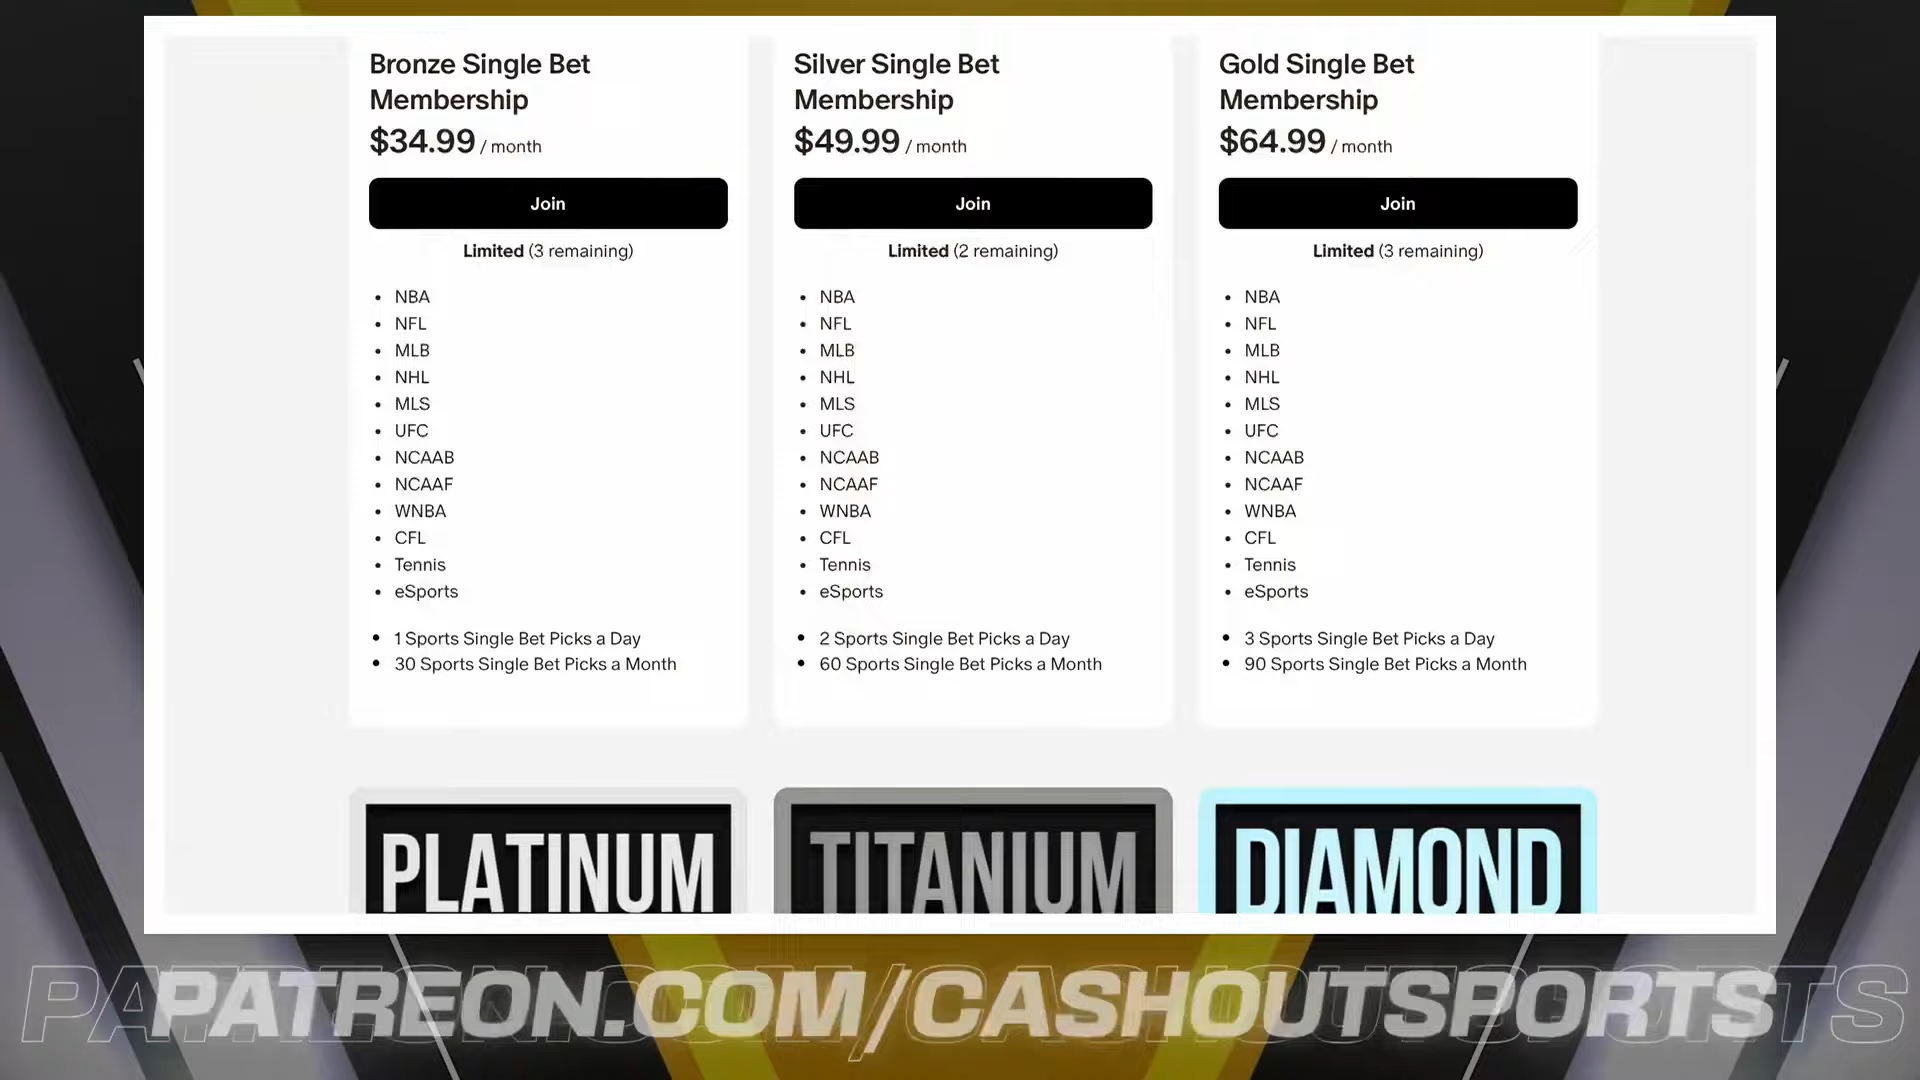 Bronze Single Bet
Membership
$34.99 / month
Join
Limited (3 remaining)
• NBA
• NFL
• MLB
• NHL
• MLS
• UFC
• NCAAB
• NCAAF
• WNBA
• CFL
• Tennis
• eSports
• 1 Sports Single Bet Picks a Day
• 30 Sports Single Bet Picks a Month
Silver Single Bet
Membership
$49.99 / month
Join
Limited (2 remaining)
• NBA
• NFL
• MLB
• NHL
• MLS
• UFC
• NCAAB
• NCAAF
• WNBA
• CFL
• Tennis
• eSports
• 2 Sports Single Bet Picks a Day
• 60 Sports Single Bet Picks a Month
Gold Single Bet
Membership
$64.99 / month
Join
Limited (3 remaining)
• NBA
• NFL
• MLB
• NHL
• MLS
• UFC
• NCAAB
• NCAAF
• WNBA
• CFL
• Tennis
• eSports
• 3 Sports Single Bet Picks a Day
• 90 Sports Single Bet Picks a Month
PLATINUM
TITANIUM
DIAMOND
PATREON.COM/CASHOUTSPORTS